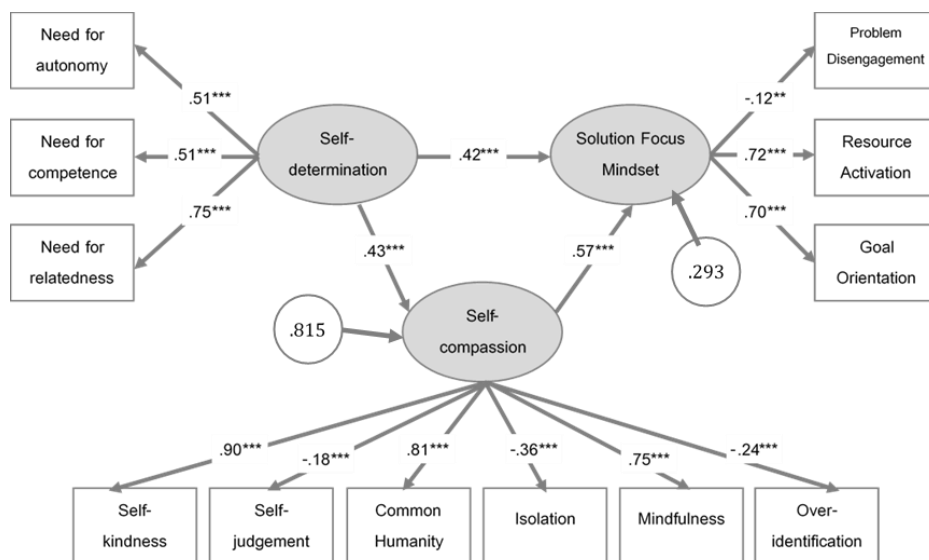 Need for
autonomy
Problem
Disengagement
.51***
-.12**
Need for
competence
.51***
Self-
determination
.42***
Solution Focus
Mindset
.72***
Resource
Activation
.75***
.70***
Need for
relatedness
.43***
.57***
.293
Goal
Orientation
.815
Self-
compassion
.90***
-.18***
.81***
-.36***
.75***
-.24***
Self-
kindness
Self-
judgement
Common
Humanity
Isolation
Mindfulness
Over-
identification